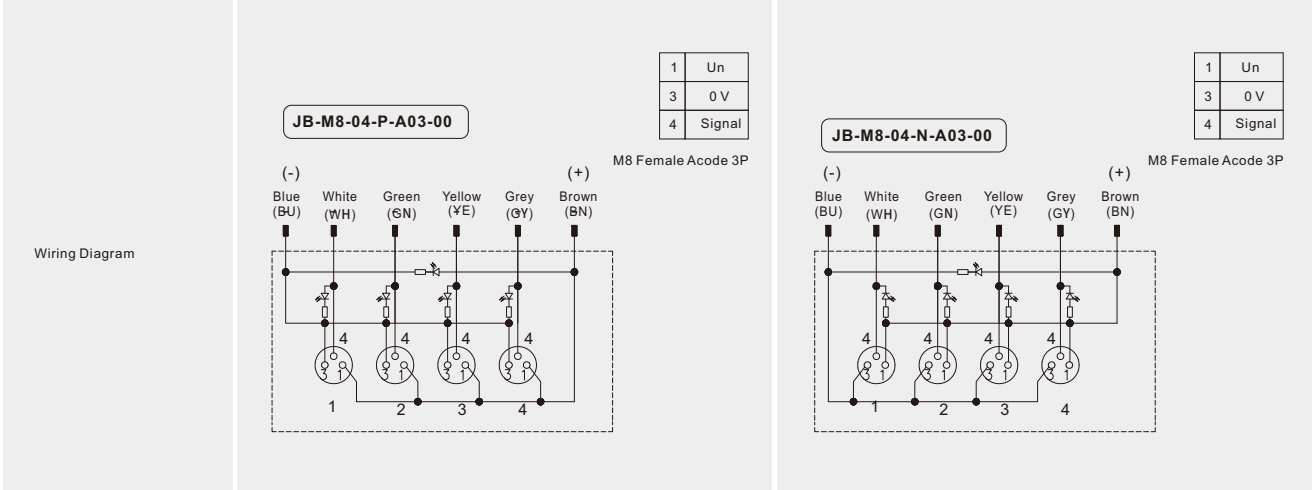 Wiring Diagram
1 Un
3 0 V
4 Signal
JB-M8-04-P-A03-00
M8 Female Acode 3P
(-) (+)
Blue White Green Yellow Grey Brown
(BU) (WH) (GN) (YE) (GY) (BN)
4 4 4 4
3 1 3 1 3 1 3 1
1 2 3 4
1 Un
3 0 V
4 Signal
JB-M8-04-N-A03-00
M8 Female Acode 3P
(-) (+)
Blue White Green Yellow Grey Brown
(BU) (WH) (GN) (YE) (GY) (BN)
4 4 4 4
3 1 3 1 3 1 3 1
1 2 3 4